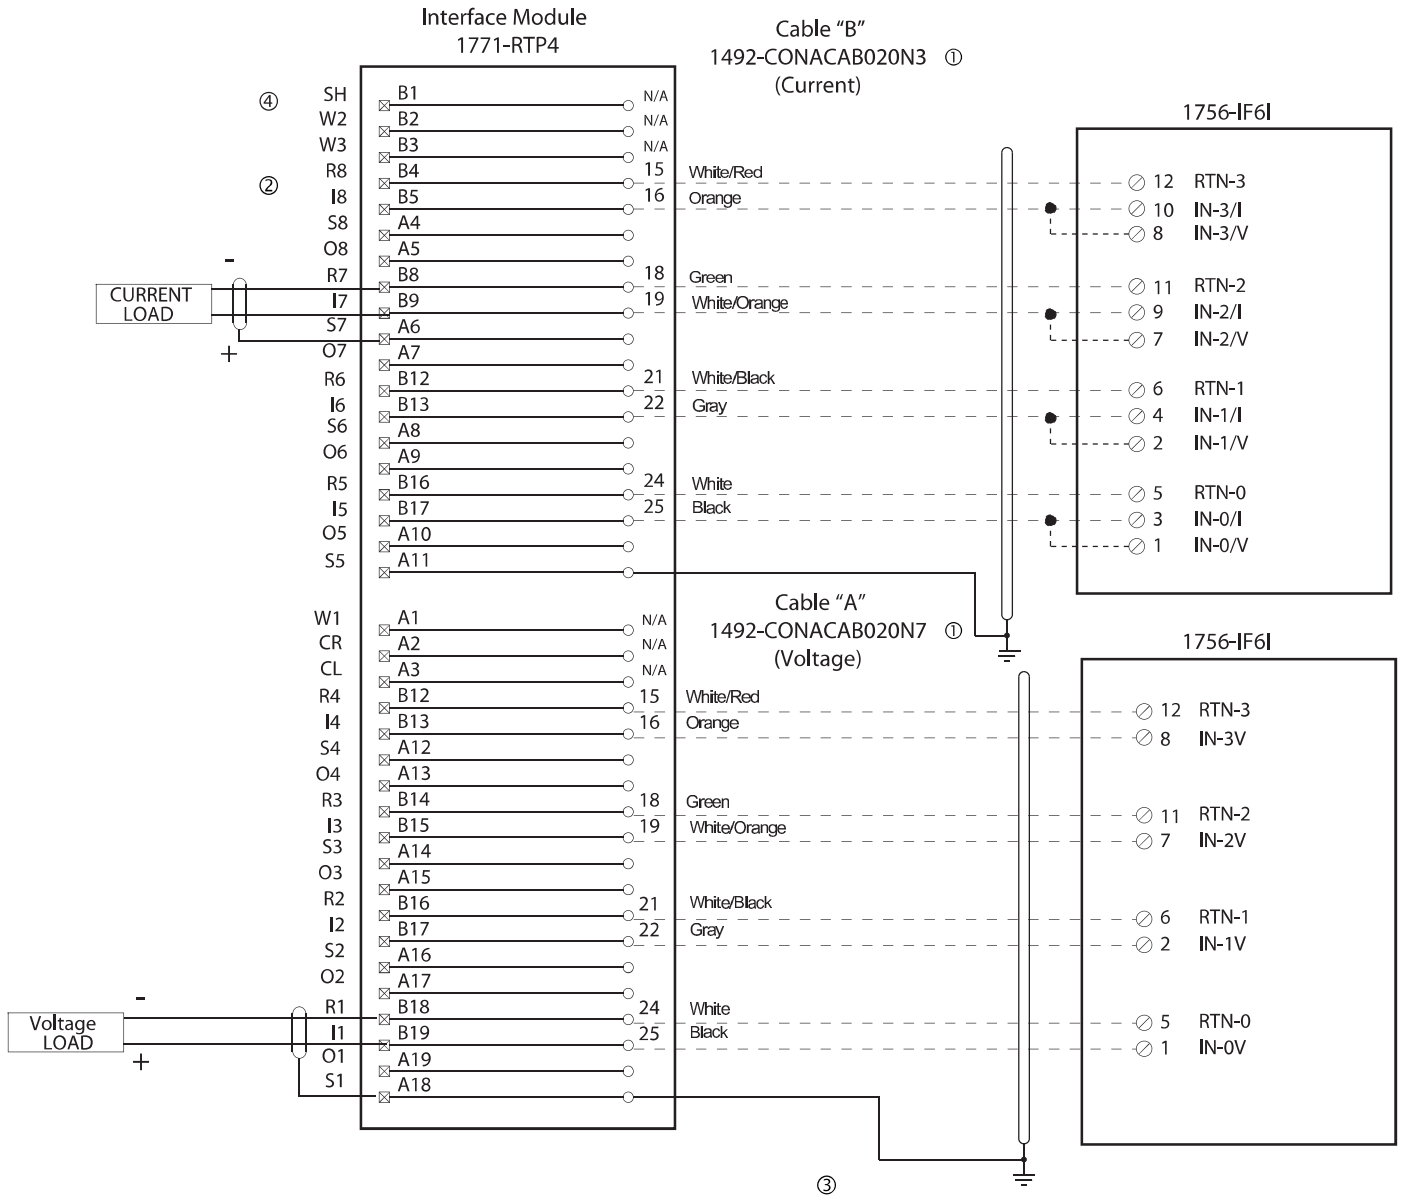 Interface Module
1771-RTP4
Cable “B”
1492-CONACAB020N3 ①
(Current)
1756-IF6I
④
②
SH B1 N/A
W2 B2 N/A
W3 B3 N/A
R8 B4 15 White/Red 12 RTN-3
I8 B5 16 Orange 10 IN-3/I
S8 A4 8 IN-3/V
O8 A5
-
R7 B8 18 Green 11 RTN-2
CURRENT
LOAD
I7 B9 19 White/Orange 9 IN-2/I
S7 A6 7 IN-2/V
+
O7 A7
R6 B12 21 White/Black 6 RTN-1
I6 B13 22 Gray 4 IN-1/I
S6 A8 2 IN-1/V
O6 A9
R5 B16 24 White 5 RTN-0
I5 B17 25 Black 3 IN-0/I
O5 A10 1 IN-0/V
S5 A11
Cable “A”
1492-CONACAB020N7 ①
(Voltage)
1756-IF6I
W1 A1 N/A
CR A2 N/A
CL A3 N/A
R4 B12 15 White/Red 12 RTN-3
I4 B13 16 Orange 8 IN-3V
S4 A12
O4 A13
R3 B14 18 Green 11 RTN-2
I3 B15 19 White/Orange 7 IN-2V
S3 A14
O3 A15
R2 B16 21 White/Black 6 RTN-1
I2 B17 22 Gray 2 IN-1V
S2 A16
O2 A17
-
R1 B18 24 White 5 RTN-0
Voltage
LOAD
I1 B19 25 Black 1 IN-0V
+
O1 A19
S1 A18
③